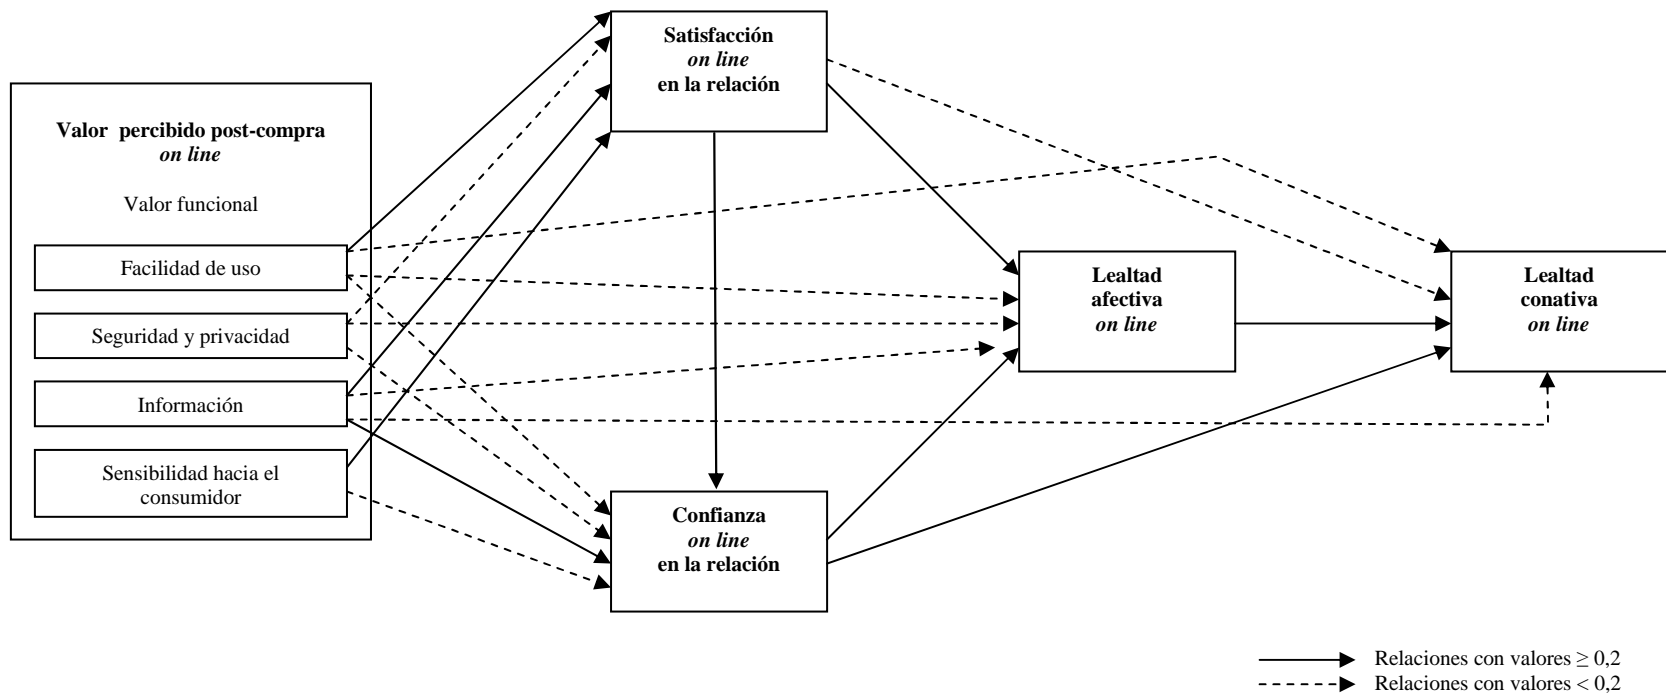 Satisfacción
on line
en la relación
Valor percibido post-compra
on line
Valor funcional
Facilidad de uso
Seguridad y privacidad
Información
Sensibilidad hacia el
consumidor
Lealtad
afectiva
on line
Lealtad
conativa
on line
Confianza
on line
en la relación
Relaciones con valores ≥ 0,2
Relaciones con valores < 0,2